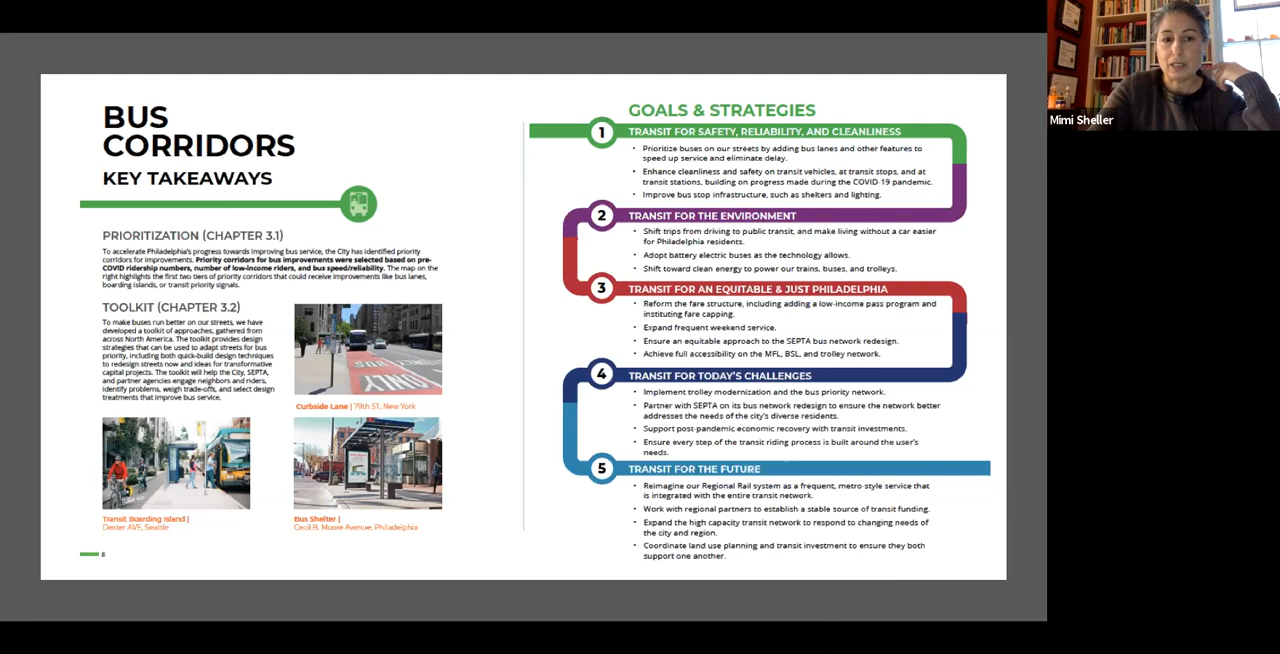 BUS
CORRIDORS
KEY TAKEAWAYS
PRIORITIZATION (CHAPTER 3.1)
To accelerate Philadelphia's progress towards improving bus service, the City has identified priority
corridors for improvements. Priority corridors for bus improvements were selected based on pre-
COVID ridership numbers, number of low-income riders, and bus speed/reliability. The map on the
right highlights the first two tiers of priority corridors that could receive improvements like bus lanes,
boarding islands, or transit priority signals.
TOOLKIT (CHAPTER 3.2)
To make buses run better on our streets, we have
developed a toolkit of approaches, gathered from
across North America. The toolkit provides design
strategies that can be used to adapt streets for bus
priority, including both quick-build design techniques
to redesign streets now and ideas for transformative
capital projects. The toolkit will help the City, SEPTA,
and partner agencies engage neighbors and riders,
identify problems, weigh trade-offs, and select design
treatments that improve bus service.
BUS
ONLY
Curbside Lane | 79th ST, New York
Transit Boarding Island |
Dexter AVE, Seattle
Bus Shelter |
Cecil B. Moore Avenue, Philadelphia
8
GOALS & STRATEGIES
1 TRANSIT FOR SAFETY, RELIABILITY, AND CLEANLINESS
• Prioritize buses on our streets by adding bus lanes and other features to
speed up service and eliminate delay.
• Enhance cleanliness and safety on transit vehicles, at transit stops, and at
transit stations, building on progress made during the COVID-19 pandemic.
• Improve bus stop infrastructure, such as shelters and lighting.
2 TRANSIT FOR THE ENVIRONMENT
• Shift trips from driving to public transit, and make living without a car easier
for Philadelphia residents.
• Adopt battery electric buses as the technology allows.
• Shift toward clean energy to power our trains, buses, and trolleys.
3 TRANSIT FOR AN EQUITABLE & JUST PHILADELPHIA
• Reform the fare structure, including adding a low-income pass program and
instituting fare capping.
• Expand frequent weekend service.
• Ensure an equitable approach to the SEPTA bus network redesign.
• Achieve full accessibility on the MFL, BSL, and trolley network.
4 TRANSIT FOR TODAY'S CHALLENGES
• Implement trolley modernization and the bus priority network.
• Partner with SEPTA on its bus network redesign to ensure the network better
addresses the needs of the city's diverse residents.
• Support post-pandemic economic recovery with transit investments.
• Ensure every step of the transit riding process is built around the user's
needs.
5 TRANSIT FOR THE FUTURE
• Reimagine our Regional Rail system as a frequent, metro-style service that
is integrated with the entire transit network.
• Work with regional partners to establish a stable source of transit funding.
• Expand the high capacity transit network to respond to changing needs of
the city and region.
• Coordinate land use planning and transit investment to ensure they both
support one another.
Mimi Sheller